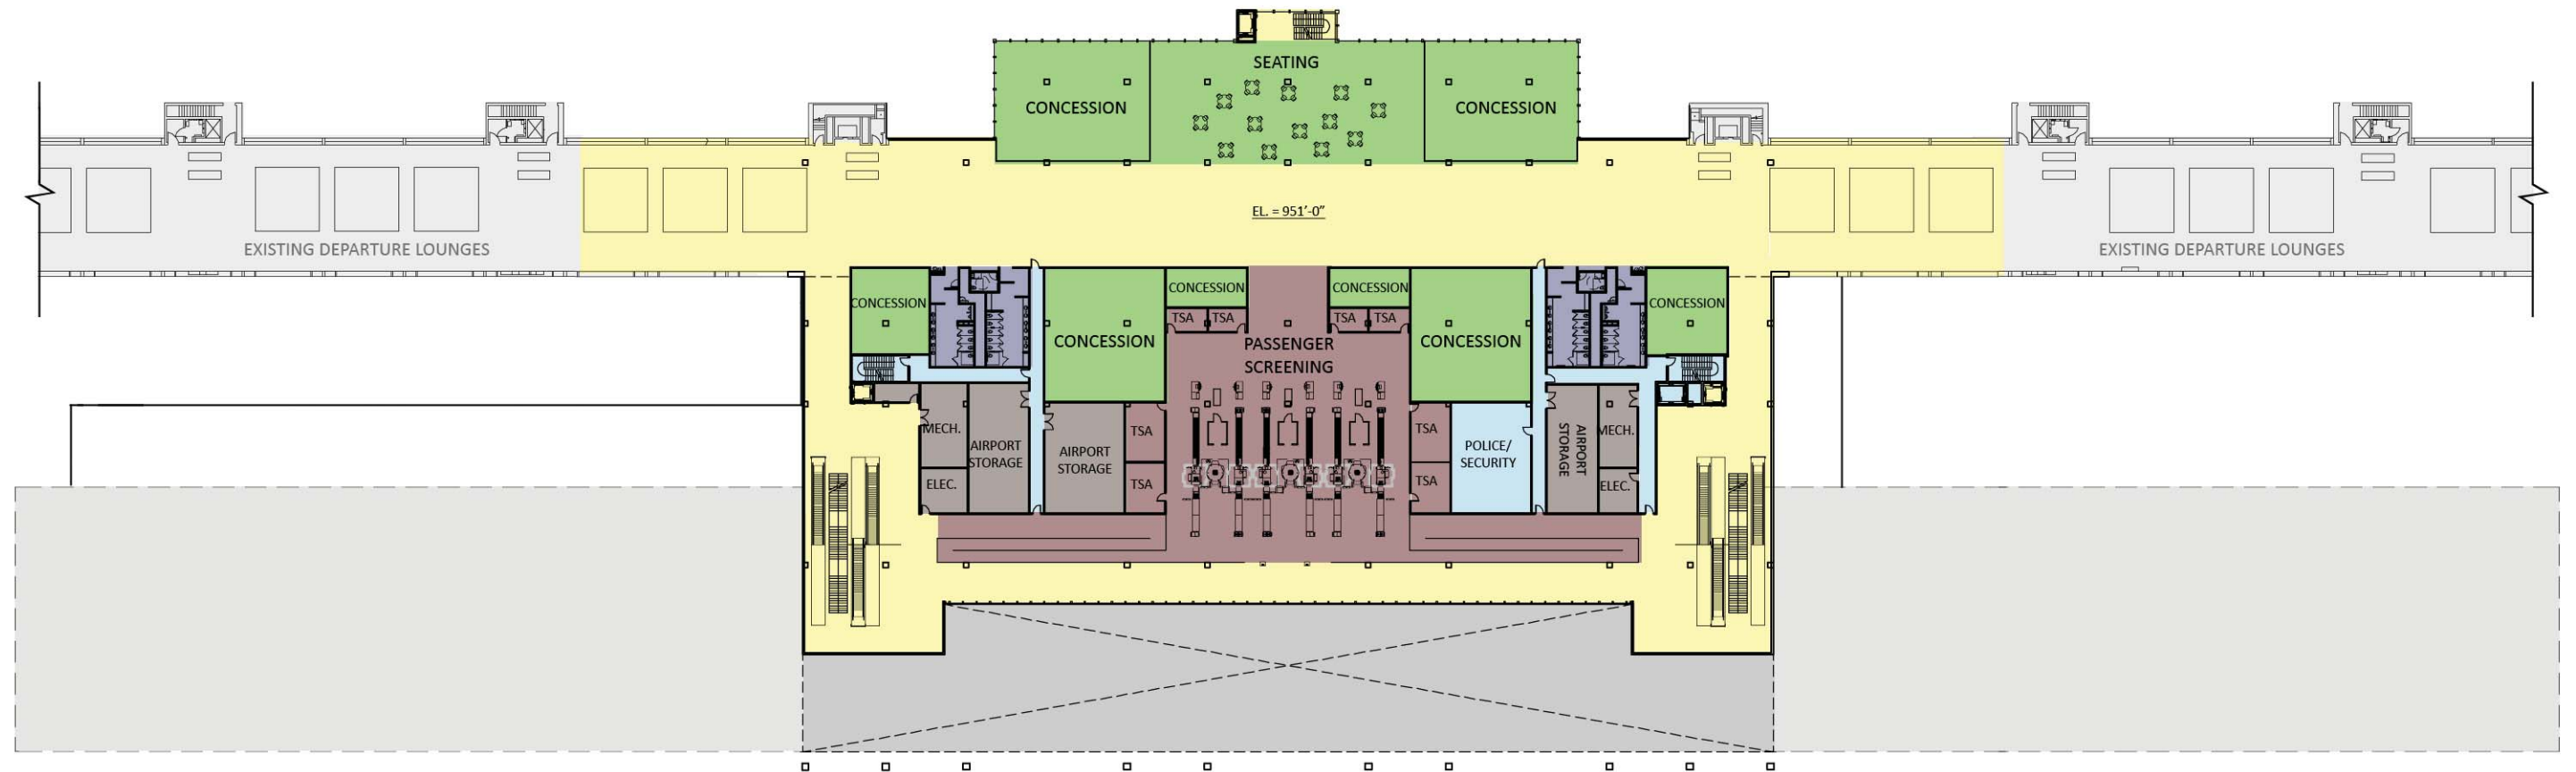 SEATING
CONCESSION
CONCESSION
EL. = 951'-0"
EXISTING DEPARTURE LOUNGES
EXISTING DEPARTURE LOUNGES
CONCESSION
CONCESSION
CONCESSION
CONCESSION
TSA
TSA
TSA
TSA
CONCESSION
PASSENGER
SCREENING
CONCESSION
MECH.
AIRPORT
STORAGE
AIRPORT
STORAGE
TSA
TSA
POLICE/
SECURITY
AIRPORT
STORAGE
MECH.
ELEC.
TSA
TSA
ELEC.